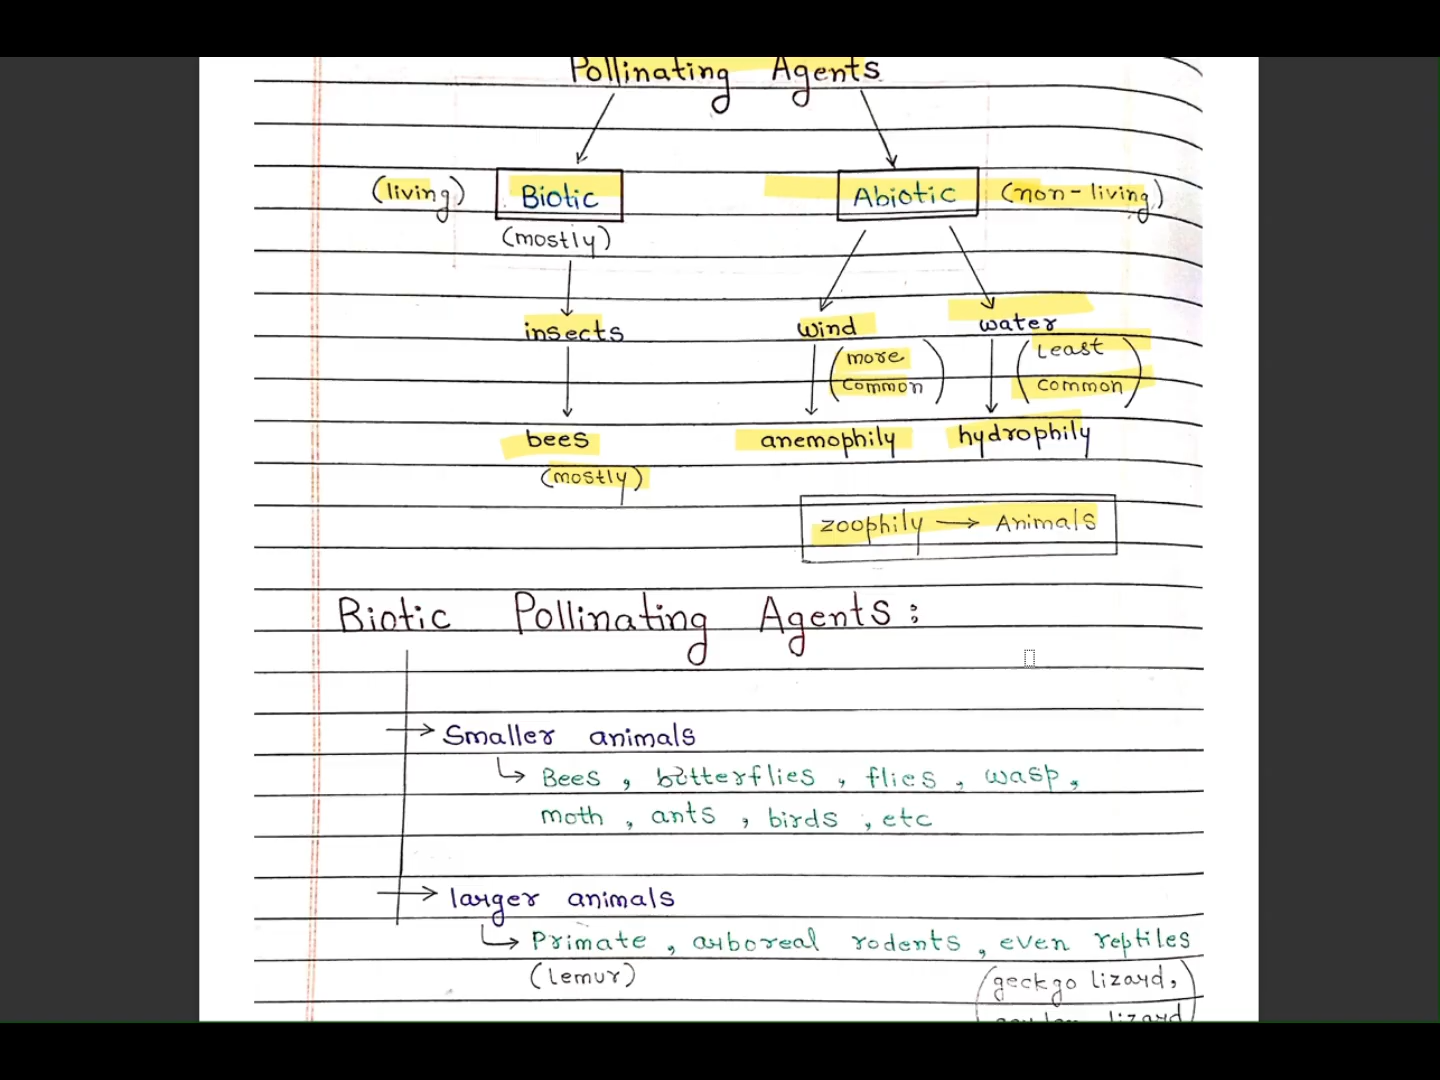 Pollinating Agents
(living) Biotic Abiotic (non-living)
(mostly)
insects wind water
(more common) (Least common)
bees anemophily hydrophily
(mostly)
zoophily → Animals
Biotic Pollinating Agents :
→ Smaller animals
↳ Bees , butterflies , flies , wasp ,
moth , ants , birds , etc
→ larger animals
↳ Primate , arboreal rodents , even reptiles
(lemur) (geckgo lizard,
lizard